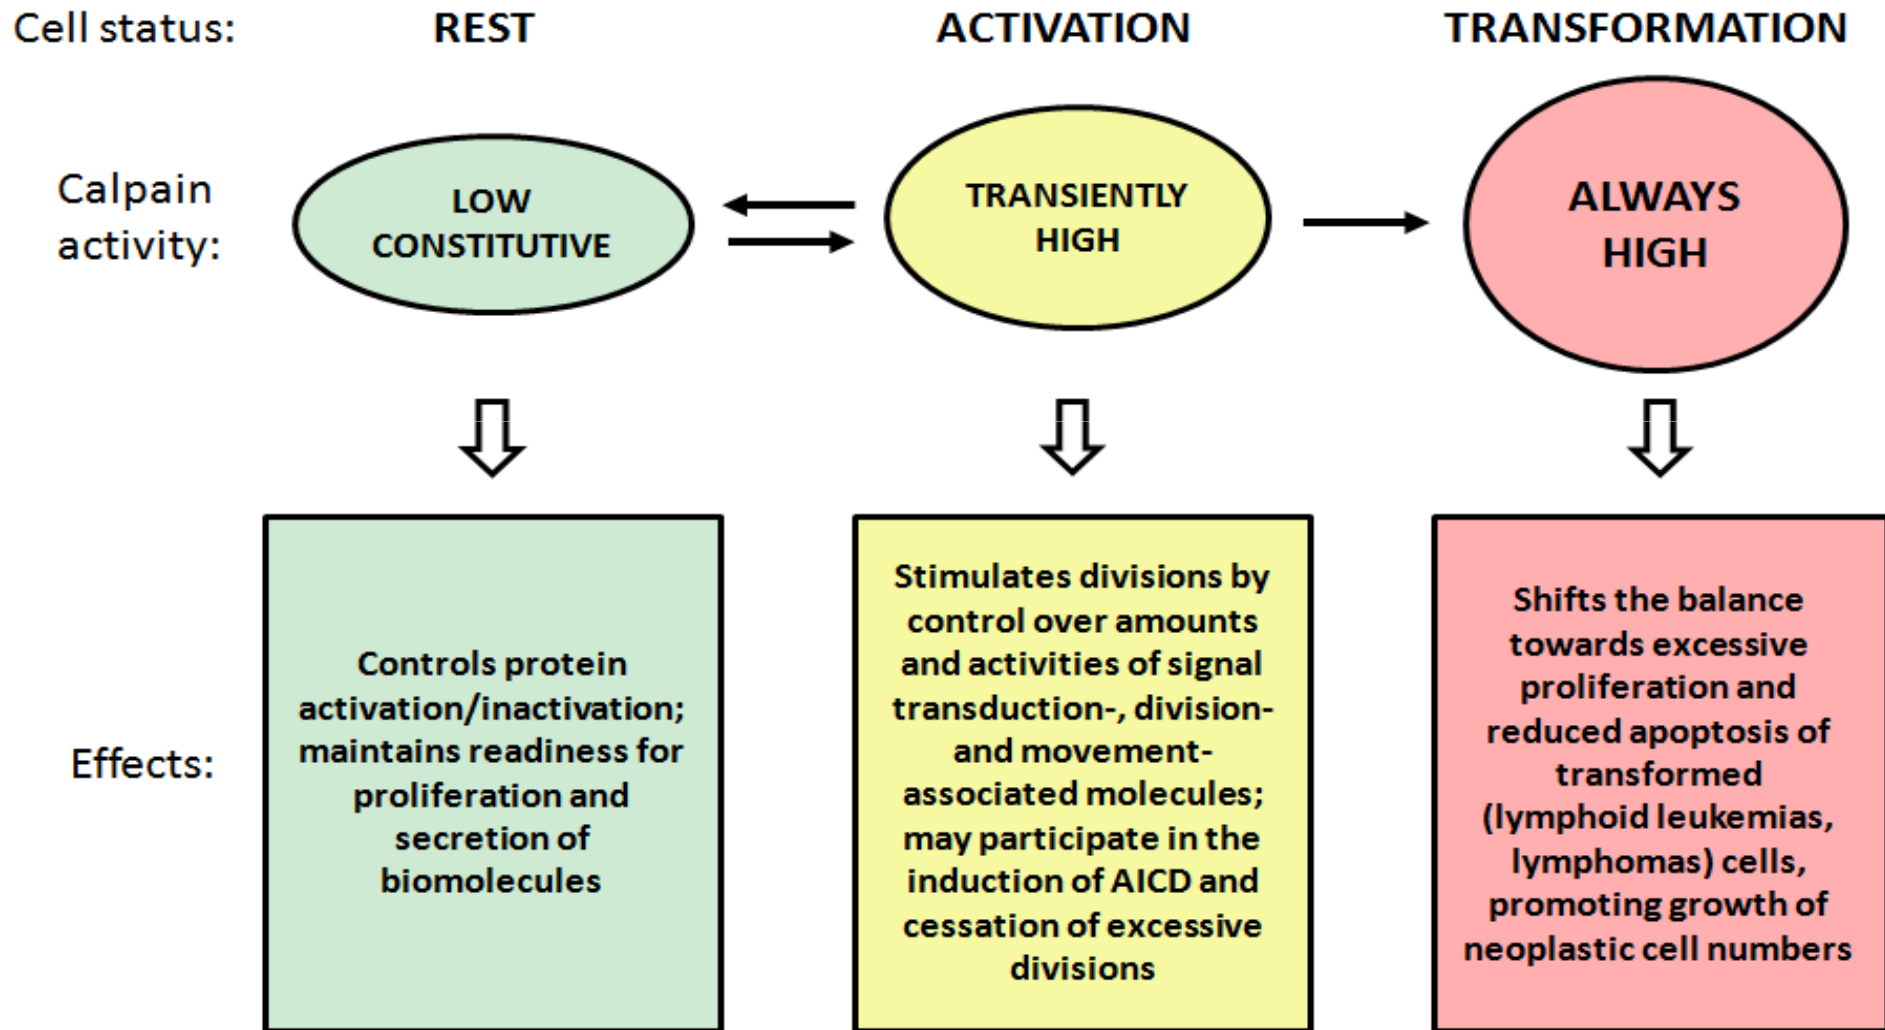 Cell status:
REST
ACTIVATION
TRANSFORMATION
Calpain
activity:
LOW
CONSTITUTIVE
TRANSIENTLY
HIGH
ALWAYS
HIGH
Effects:
Controls protein
activation/inactivation;
maintains readiness for
proliferation and
secretion of
biomolecules
Stimulates divisions by
control over amounts
and activities of signal
transduction-, division-
and movement-
associated molecules;
may participate in the
induction of AICD and
cessation of excessive
divisions
Shifts the balance
towards excessive
proliferation and
reduced apoptosis of
transformed
(lymphoid leukemias,
lymphomas) cells,
promoting growth of
neoplastic cell numbers